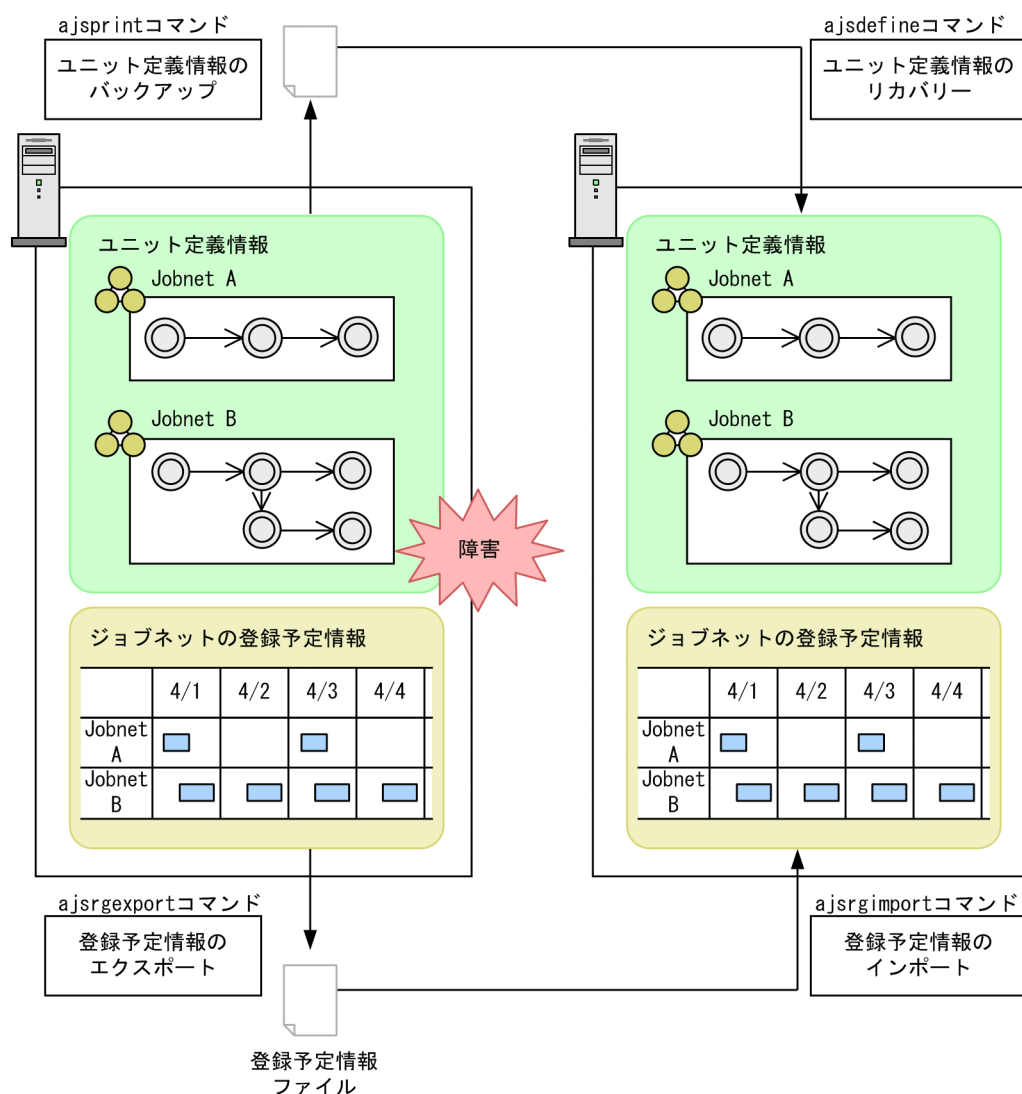 ajsprintコマンド
ユニット定義情報の
バックアップ
ajsdefineコマンド
ユニット定義情報の
リカバリー
ユニット定義情報
Jobnet A
Jobnet B
障害
ジョブネットの登録予定情報
4/1 4/2 4/3 4/4
Jobnet
A
Jobnet
B
ユニット定義情報
Jobnet A
Jobnet B
ジョブネットの登録予定情報
4/1 4/2 4/3 4/4
Jobnet
A
Jobnet
B
ajsrgexportコマンド
登録予定情報の
エクスポート
ajsrgimportコマンド
登録予定情報の
インポート
登録予定情報
ファイル